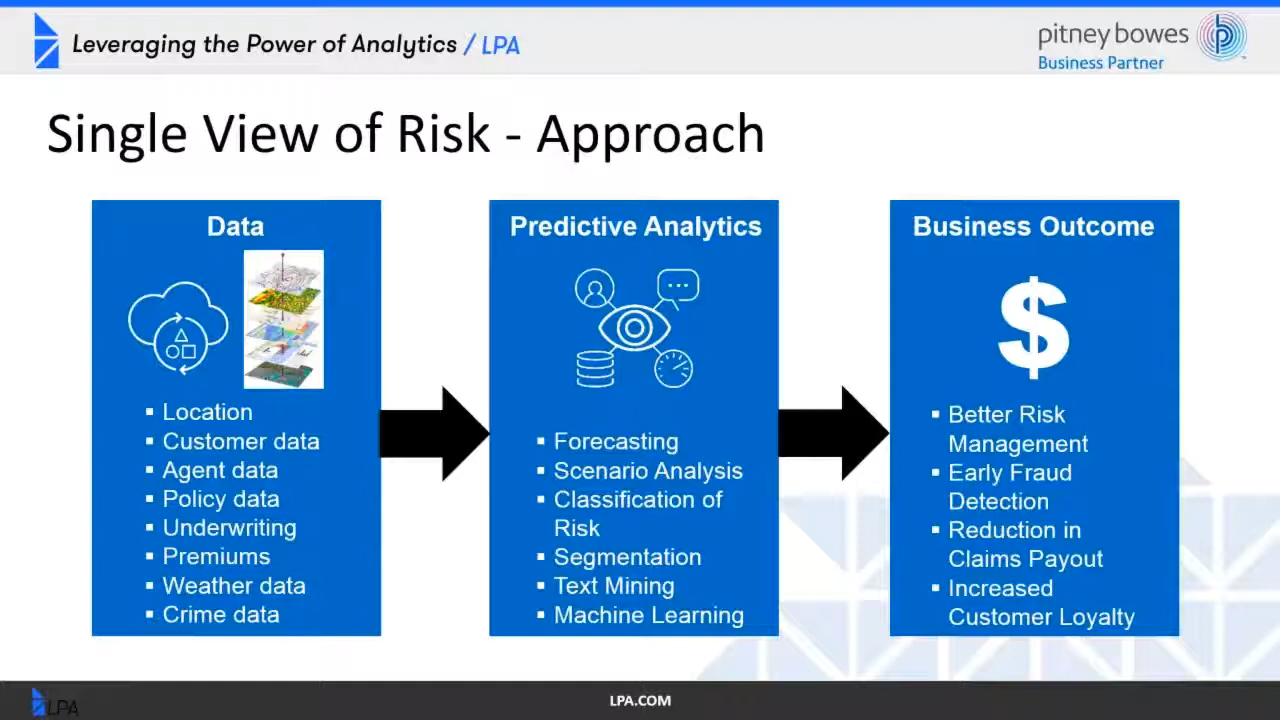 Leveraging the Power of Analytics / LPA
pitney bowes
Business Partner
Single View of Risk - Approach
Data
▪ Location
▪ Customer data
▪ Agent data
▪ Policy data
▪ Underwriting
▪ Premiums
▪ Weather data
▪ Crime data
Predictive Analytics
▪ Forecasting
▪ Scenario Analysis
▪ Classification of
Risk
▪ Segmentation
▪ Text Mining
▪ Machine Learning
Business Outcome
$
▪ Better Risk
Management
▪ Early Fraud
Detection
▪ Reduction in
Claims Payout
▪ Increased
Customer Loyalty
LPA
LPA.COM